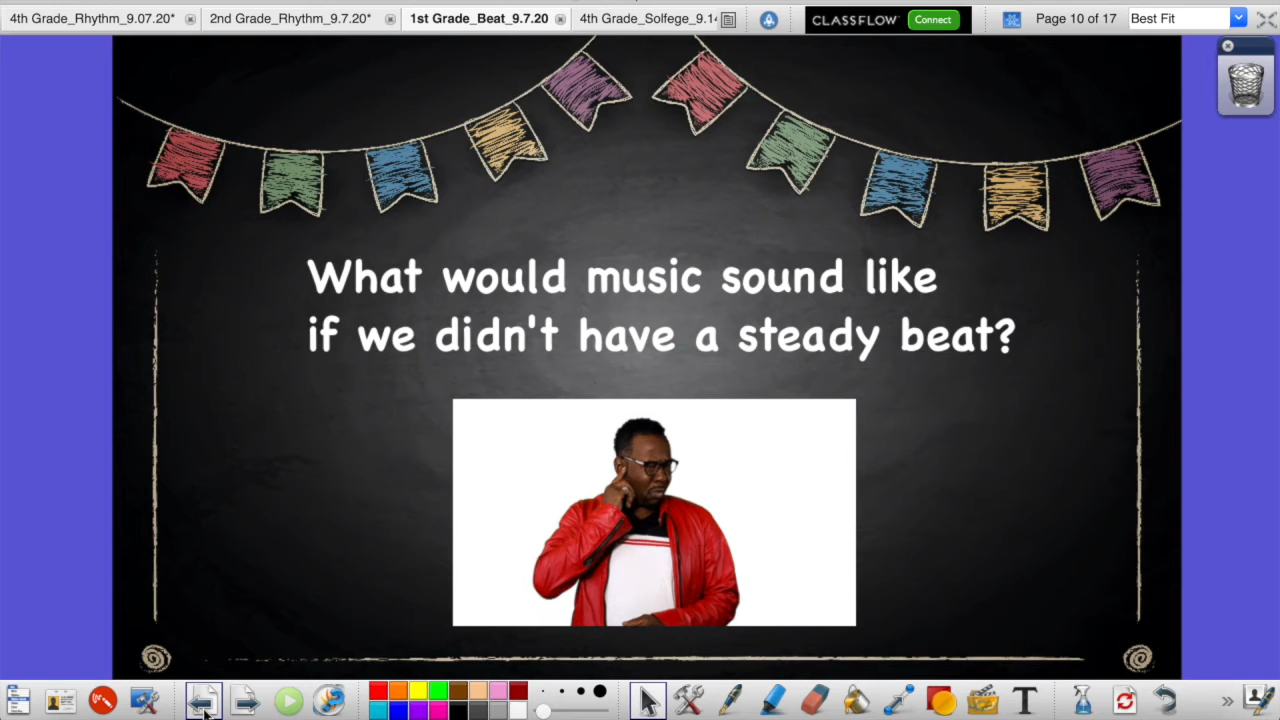 4th Grade_Rhythm_9.07.20*
2nd Grade_Rhythm_9.7.20*
1st Grade_Beat_9.7.20
4th Grade_Solfege_9.14
CLASSFLOW
Connect
Page 10 of 17
Best Fit
What would music sound like
if we didn't have a steady beat?